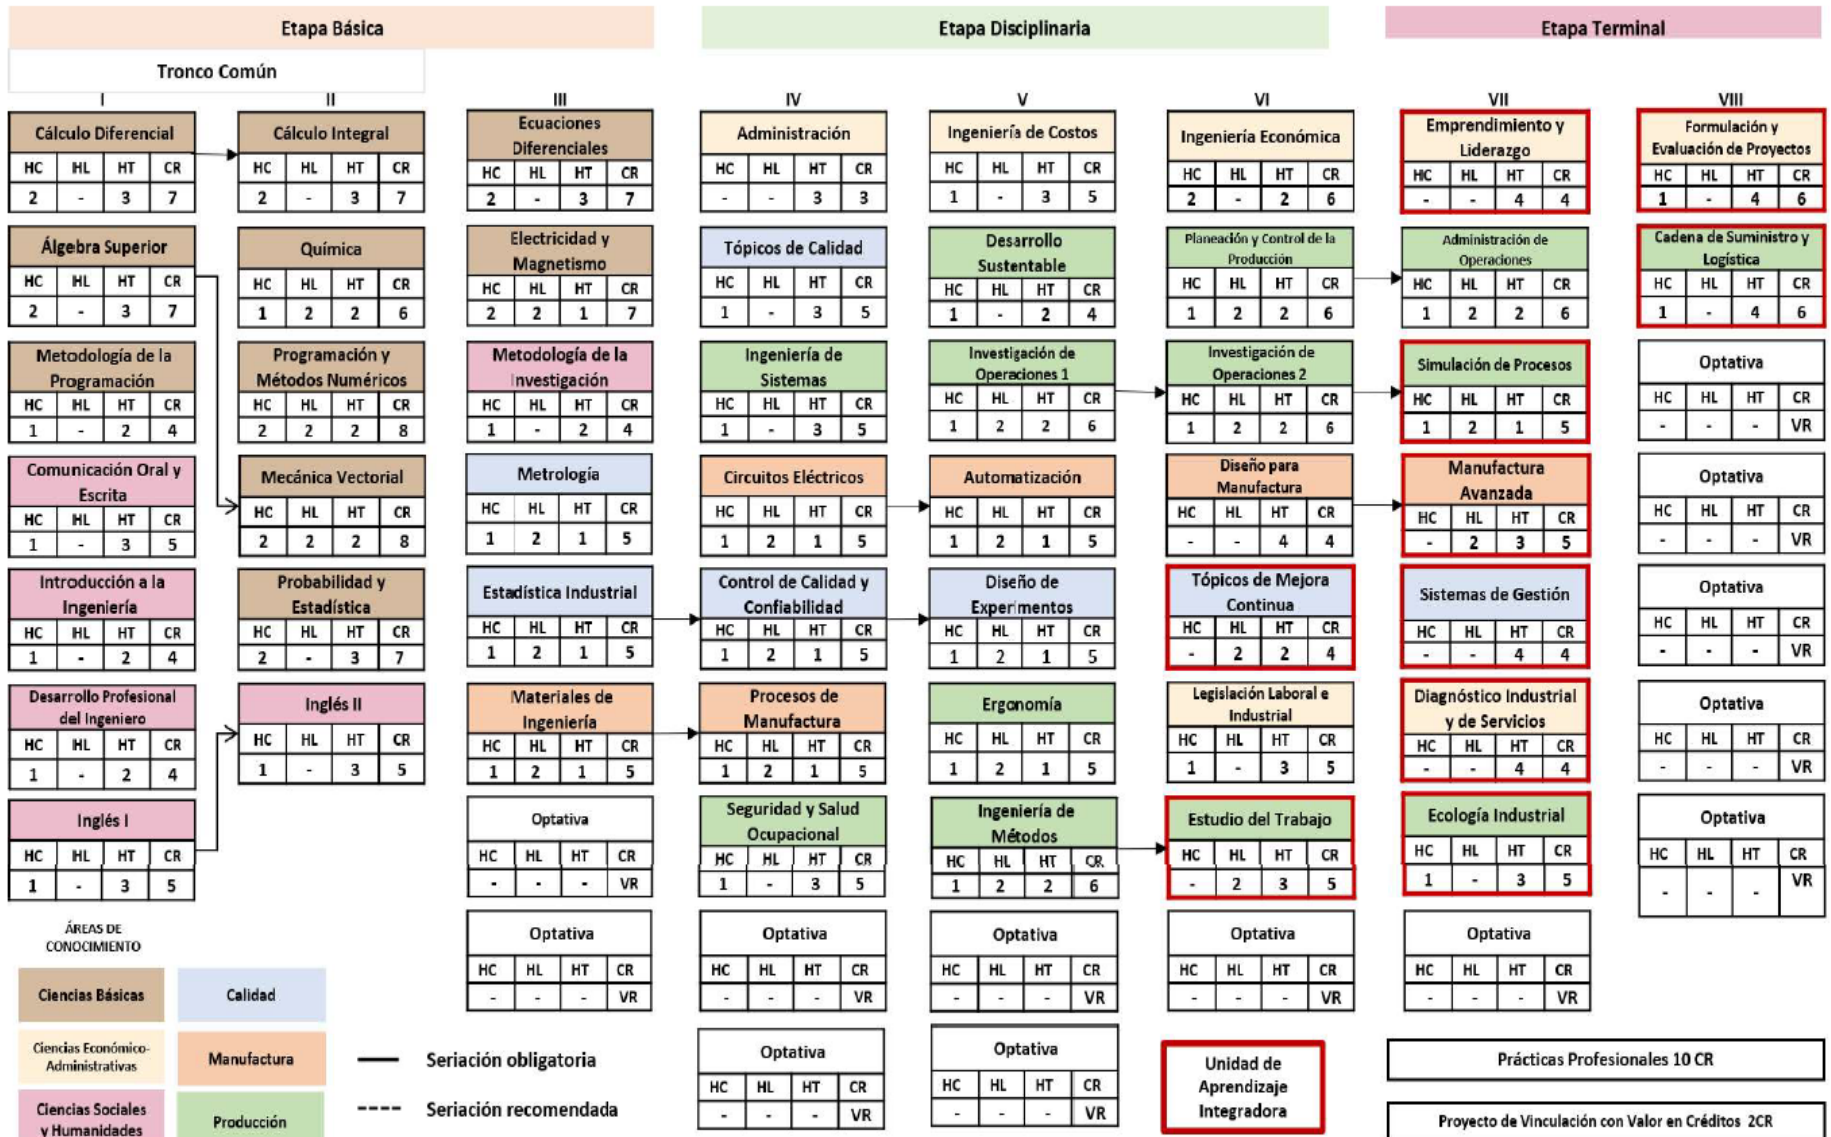 Etapa Básica
Etapa Disciplinaria
Etapa Terminal
Tronco Común
I
II
III
IV
V
VI
VII
VIII
Cálculo Diferencial
HC HL HT CR
2 - 3 7
Álgebra Superior
HC HL HT CR
2 - 3 7
Metodología de la
Programación
HC HL HT CR
1 - 2 4
Comunicación Oral y
Escrita
HC HL HT CR
1 - 3 5
Introducción a la
Ingeniería
HC HL HT CR
1 - 2 4
Desarrollo Profesional
del Ingeniero
HC HL HT CR
1 - 2 4
Inglés I
HC HL HT CR
1 - 3 5
Cálculo Integral
HC HL HT CR
2 - 3 7
Química
HC HL HT CR
1 2 2 6
Programación y
Métodos Numéricos
HC HL HT CR
2 2 2 8
Mecánica Vectorial
HC HL HT CR
2 2 2 8
Probabilidad y
Estadística
HC HL HT CR
2 - 3 7
Inglés II
HC HL HT CR
1 - 3 5
Ecuaciones
Diferenciales
HC HL HT CR
2 - 3 7
Electricidad y
Magnetismo
HC HL HT CR
2 2 1 7
Metodología de la
Investigación
HC HL HT CR
1 - 2 4
Metrología
HC HL HT CR
1 2 1 5
Estadística Industrial
HC HL HT CR
1 2 1 5
Materiales de
Ingeniería
HC HL HT CR
1 2 1 5
Optativa
HC HL HT CR
- - - VR
Optativa
HC HL HT CR
- - - VR
Administración
HC HL HT CR
- - 3 3
Tópicos de Calidad
HC HL HT CR
1 - 3 5
Ingeniería de
Sistemas
HC HL HT CR
1 - 3 5
Circuitos Eléctricos
HC HL HT CR
1 2 1 5
Control de Calidad y
Confiabilidad
HC HL HT CR
1 2 1 5
Procesos de
Manufactura
HC HL HT CR
1 2 1 5
Seguridad y Salud
Ocupacional
HC HL HT CR
1 - 3 5
Optativa
HC HL HT CR
- - - VR
Optativa
HC HL HT CR
- - - VR
Ingeniería de Costos
HC HL HT CR
1 - 3 5
Desarrollo
Sustentable
HC HL HT CR
1 - 2 4
Investigación de
Operaciones 1
HC HL HT CR
1 2 2 6
Automatización
HC HL HT CR
1 2 1 5
Diseño de
Experimentos
HC HL HT CR
1 2 1 5
Ergonomía
HC HL HT CR
1 2 1 5
Ingeniería de
Métodos
HC HL HT CR
1 2 2 6
Optativa
HC HL HT CR
- - - VR
Optativa
HC HL HT CR
- - - VR
Ingeniería Económica
HC HL HT CR
2 - 2 6
Planeación y Control de la
Producción
HC HL HT CR
1 2 2 6
Investigación de
Operaciones 2
HC HL HT CR
1 2 2 6
Diseño para
Manufactura
HC HL HT CR
- - 4 4
Tópicos de Mejora
Continua
HC HL HT CR
- 2 2 4
Legislación Laboral e
Industrial
HC HL HT CR
1 - 3 5
Estudio del Trabajo
HC HL HT CR
- 2 3 5
Optativa
HC HL HT CR
- - - VR
Emprendimiento y
Liderazgo
HC HL HT CR
- - 4 4
Administración de
Operaciones
HC HL HT CR
1 2 2 6
Simulación de Procesos
HC HL HT CR
1 2 1 5
Manufactura
Avanzada
HC HL HT CR
- 2 3 5
Sistemas de Gestión
HC HL HT CR
- - 4 4
Diagnóstico Industrial
y de Servicios
HC HL HT CR
- - 4 4
Ecología Industrial
HC HL HT CR
1 - 3 5
Optativa
HC HL HT CR
- - - VR
Formulación y
Evaluación de Proyectos
HC HL HT CR
1 - 4 6
Cadena de Suministro y
Logística
HC HL HT CR
1 - 4 6
Optativa
HC HL HT CR
- - - VR
Optativa
HC HL HT CR
- - - VR
Optativa
HC HL HT CR
- - - VR
Optativa
HC HL HT CR
- - - VR
Optativa
HC HL HT CR
- - - VR
ÁREAS DE
CONOCIMIENTO
Ciencias Básicas
Calidad
Ciencias Económico-
Administrativas
Manufactura
Ciencias Sociales
y Humanidades
Producción
Seriación obligatoria
Seriación recomendada
Unidad de
Aprendizaje
Integradora
Prácticas Profesionales 10 CR
Proyecto de Vinculación con Valor en Créditos 2CR